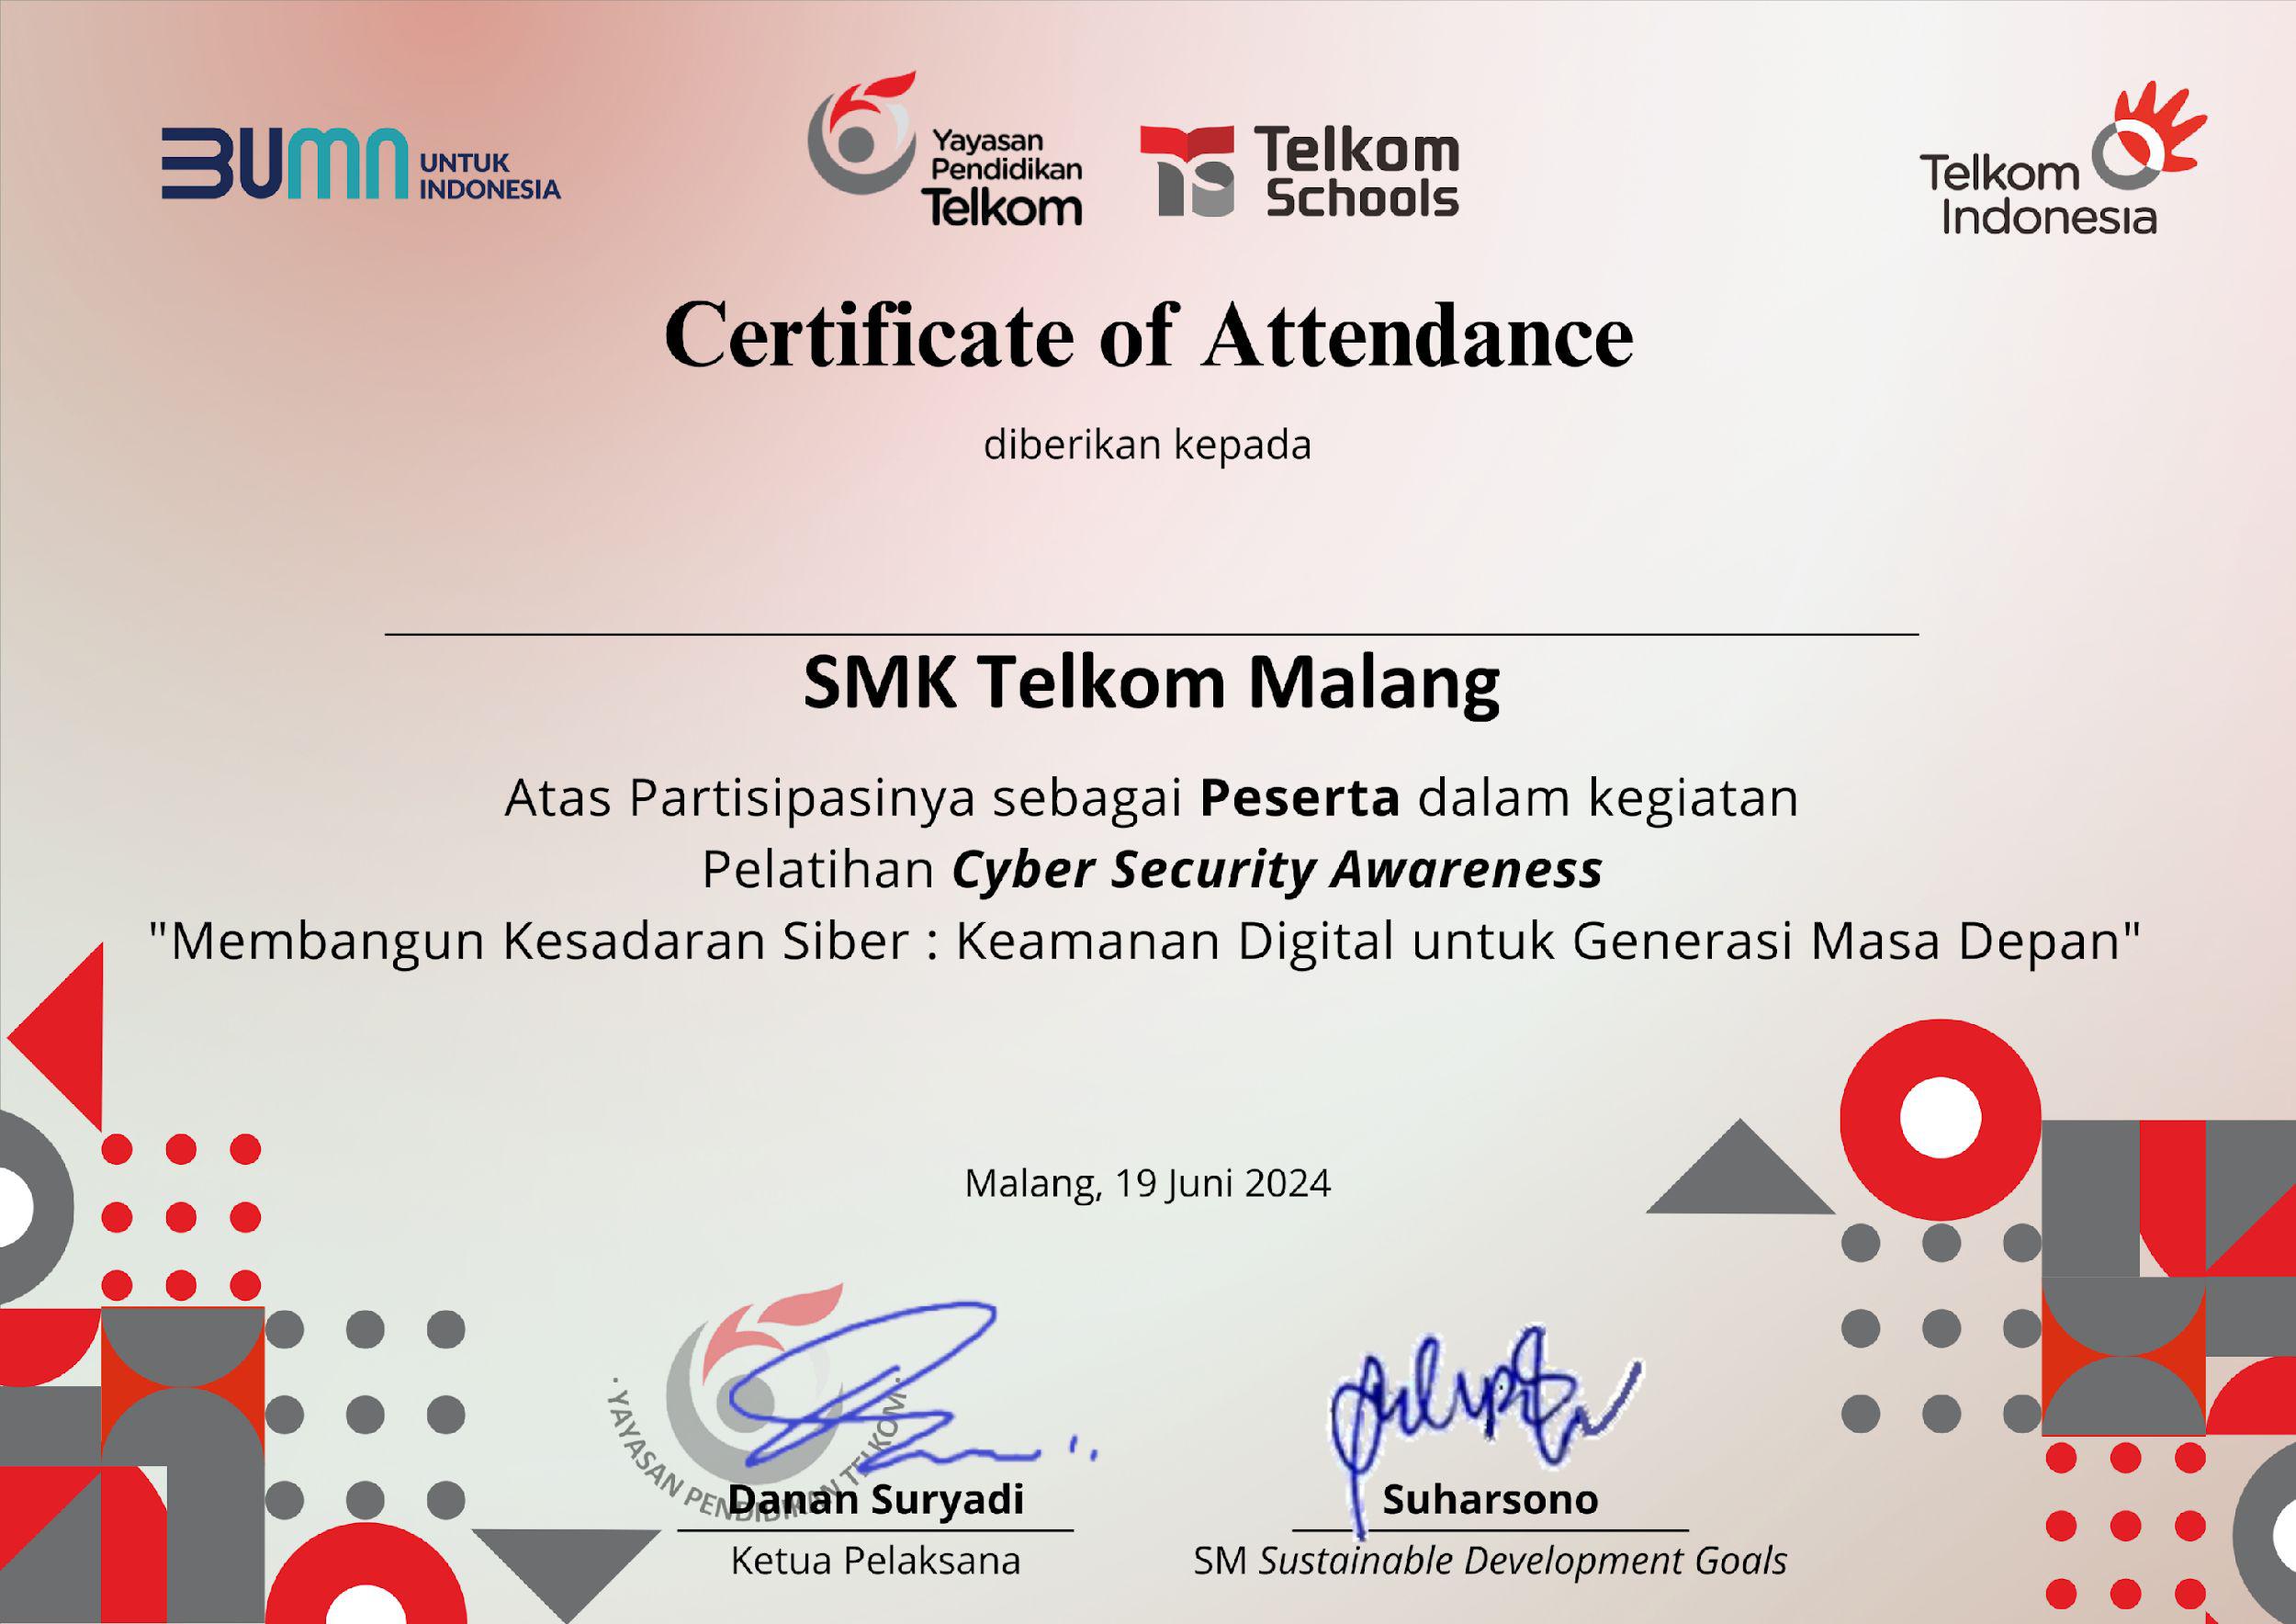 BUMN UNTUK INDONESIA
Yayasan Pendidikan Telkom
Telkom Schools
Telkom Indonesia
Certificate of Attendance
diberikan kepada
SMK Telkom Malang
Atas Partisipasinya sebagai Peserta dalam kegiatan
Pelatihan Cyber Security Awareness
"Membangun Kesadaran Siber : Keamanan Digital untuk Generasi Masa Depan"
Malang, 19 Juni 2024
· YAYASAN PENDIDIKAN TELKOM ·
Danan Suryadi
Ketua Pelaksana
Suharsono
SM Sustainable Development Goals